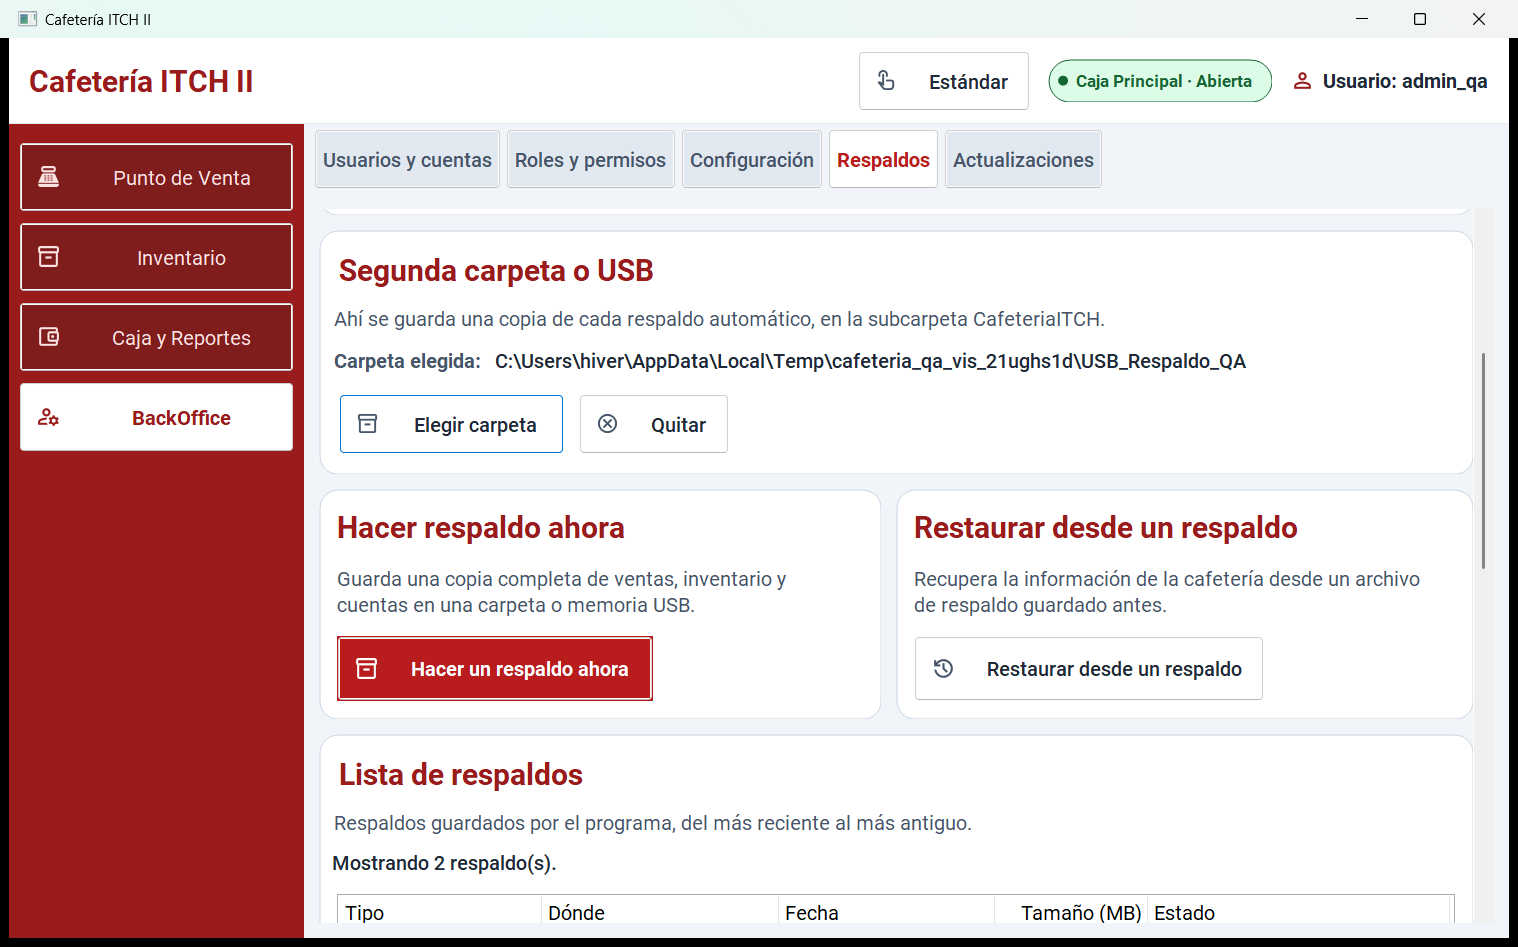 Cafetería ITCH II
Cafetería ITCH II
Estándar
Caja Principal · Abierta
Usuario: admin_qa
Punto de Venta
Inventario
Caja y Reportes
BackOffice
Usuarios y cuentas
Roles y permisos
Configuración
Respaldos
Actualizaciones
Segunda carpeta o USB
Ahí se guarda una copia de cada respaldo automático, en la subcarpeta CafeteriaITCH.
Carpeta elegida: C:\Users\hiver\AppData\Local\Temp\cafeteria_qa_vis_21ughs1d\USB_Respaldo_QA
Elegir carpeta
Quitar
Hacer respaldo ahora
Guarda una copia completa de ventas, inventario y
cuentas en una carpeta o memoria USB.
Hacer un respaldo ahora
Restaurar desde un respaldo
Recupera la información de la cafetería desde un archivo
de respaldo guardado antes.
Restaurar desde un respaldo
Lista de respaldos
Respaldos guardados por el programa, del más reciente al más antiguo.
Mostrando 2 respaldo(s).
Tipo
Dónde
Fecha
Tamaño (MB)
Estado